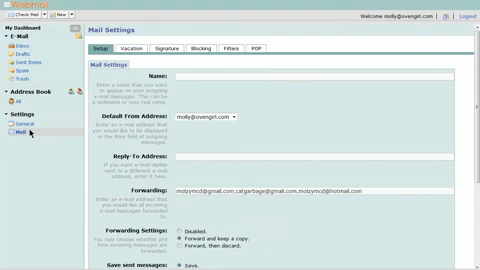 Webmail
Check Mail New
Welcome molly@ovengirl.com | ? | Logout
My Dashboard
E-Mail
Inbox
Drafts
Sent Items
Spam
Trash
Address Book
All
Settings
General
Mail
Mail Settings
Setup Vacation Signature Blocking Filters POP
Mail Settings
Name:
Enter a name that you want to appear on your outgoing e-mail messages. This can be a nickname or your real name.
Default From Address: molly@ovengirl.com
Enter an e-mail address that you would like to be displayed in the from field of outgoing messages.
Reply-To Address:
If you want e-mail replies sent to a different e-mail address, enter it here.
Forwarding: molzymcd@gmail.com,catgarbage@gmail.com,molzymcd@hotmail.com
Enter an e-mail address that you would like all incoming e-mail messages forwarded to.
Forwarding Settings: Disabled.
You may choose whether and how incoming messages are forwarded.
Forward and keep a copy.
Forward, then discard.
Save sent messages: Save.